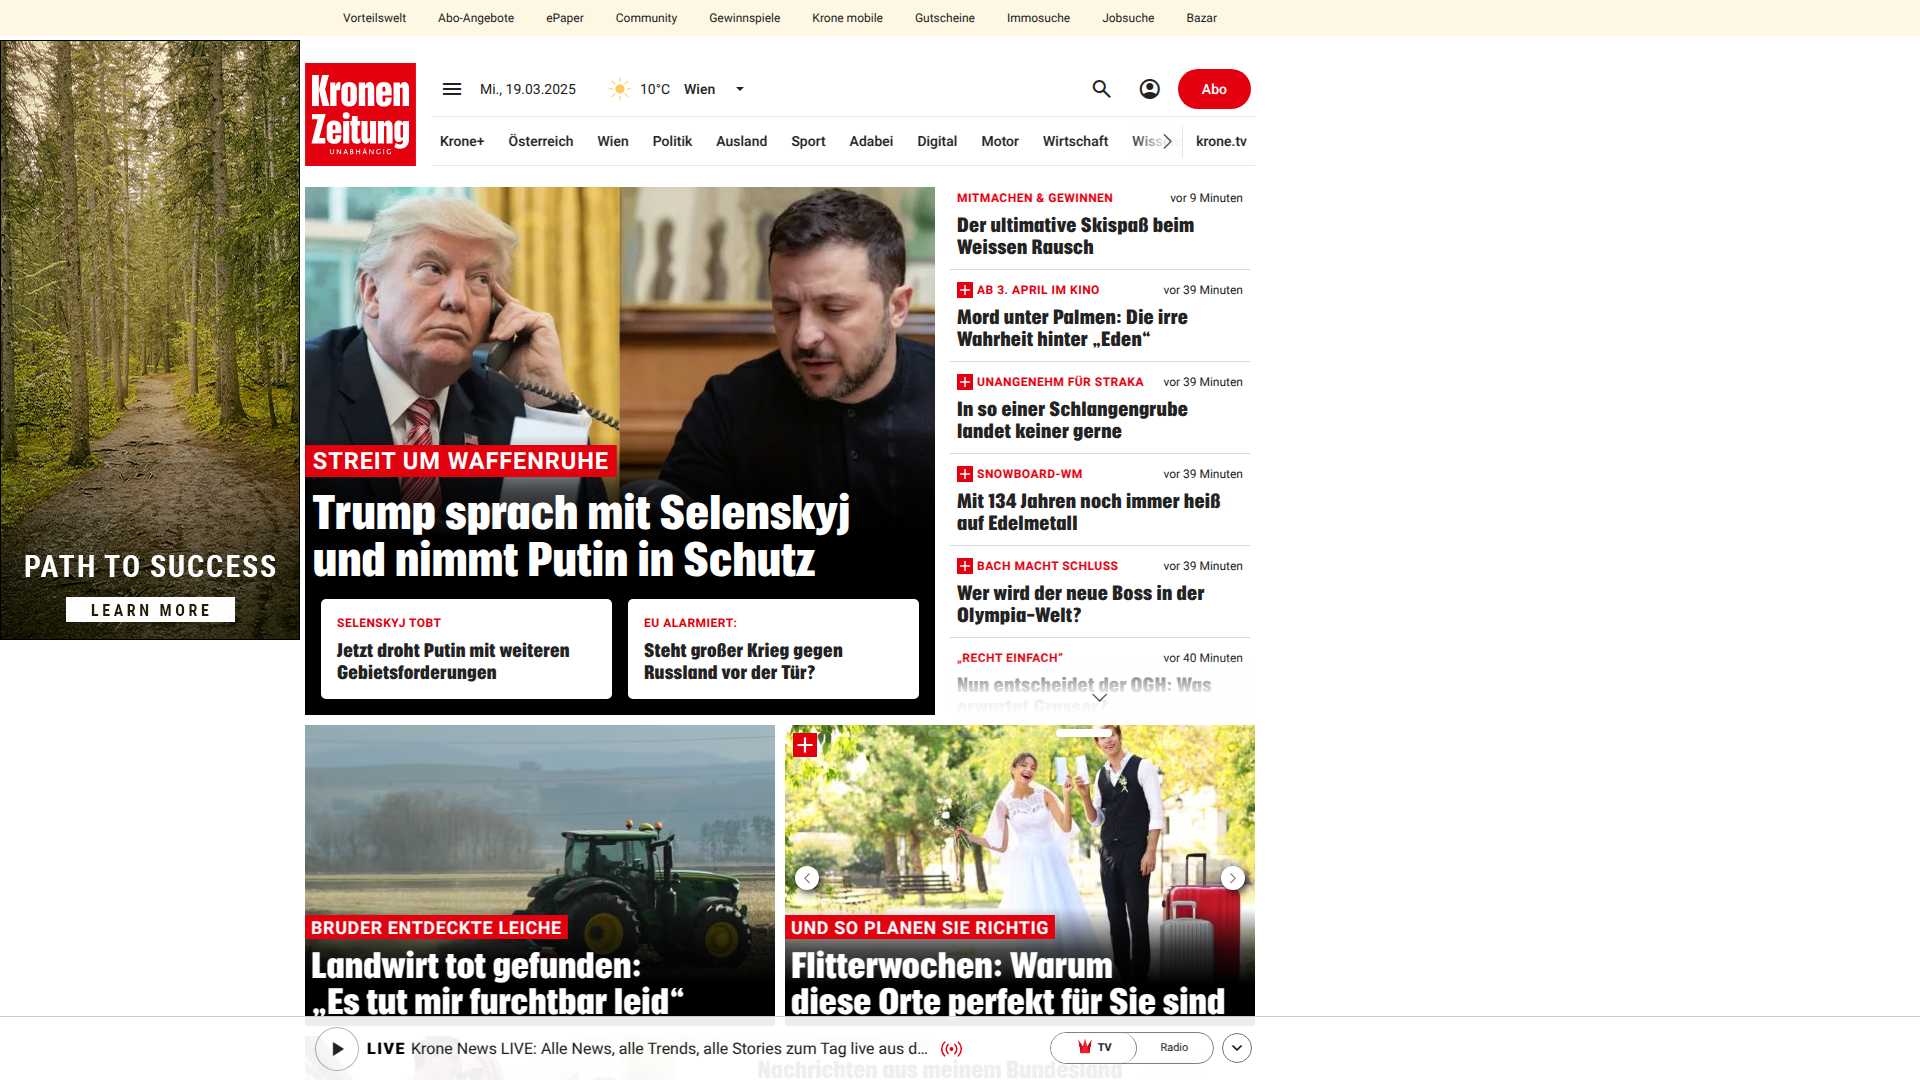 Vorteilswelt
Abo-Angebote
ePaper
Community
Gewinnspiele
Krone mobile
Gutscheine
Immosuche
Jobsuche
Bazar
Kronen
Zeitung
UNABHÄNGIG
Mi., 19.03.2025
10°C
Wien
Abo
Krone+
Österreich
Wien
Politik
Ausland
Sport
Adabei
Digital
Motor
Wirtschaft
Wiss
krone.tv
PATH TO SUCCESS
LEARN MORE
STREIT UM WAFFENRUHE
Trump sprach mit Selenskyj
und nimmt Putin in Schutz
SELENSKYJ TOBT
Jetzt droht Putin mit weiteren
Gebietsforderungen
EU ALARMIERT:
Steht großer Krieg gegen
Russland vor der Tür?
MITMACHEN & GEWINNEN
vor 9 Minuten
Der ultimative Skispaß beim
Weissen Rausch
AB 3. APRIL IM KINO
vor 39 Minuten
Mord unter Palmen: Die irre
Wahrheit hinter „Eden“
UNANGENEHM FÜR STRAKA
vor 39 Minuten
In so einer Schlangengrube
landet keiner gerne
SNOWBOARD-WM
vor 39 Minuten
Mit 134 Jahren noch immer heiß
auf Edelmetall
BACH MACHT SCHLUSS
vor 39 Minuten
Wer wird der neue Boss in der
Olympia-Welt?
„RECHT EINFACH“
vor 40 Minuten
Nun entscheidet der OGH: Was
erwartet Grasser?
BRUDER ENTDECKTE LEICHE
Landwirt tot gefunden:
„Es tut mir furchtbar leid“
UND SO PLANEN SIE RICHTIG
Flitterwochen: Warum
diese Orte perfekt für Sie sind
LIVE Krone News LIVE: Alle News, alle Trends, alle Stories zum Tag live aus d...
TV
Radio
Nachrichten aus meinem Bundesland